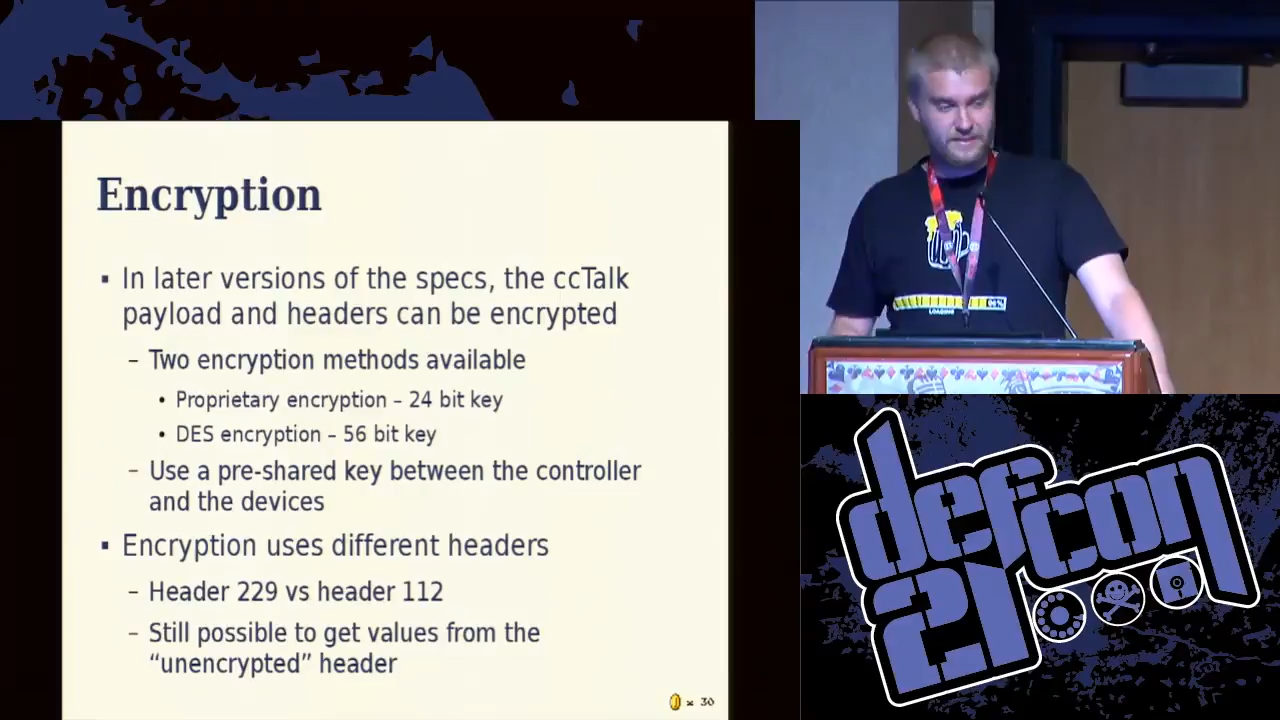 Encryption
▪ In later versions of the specs, the ccTalk
payload and headers can be encrypted
– Two encryption methods available
• Proprietary encryption – 24 bit key
• DES encryption – 56 bit key
– Use a pre-shared key between the controller
and the devices
▪ Encryption uses different headers
– Header 229 vs header 112
– Still possible to get values from the
“unencrypted” header
× 30
LOADING
defcon
21